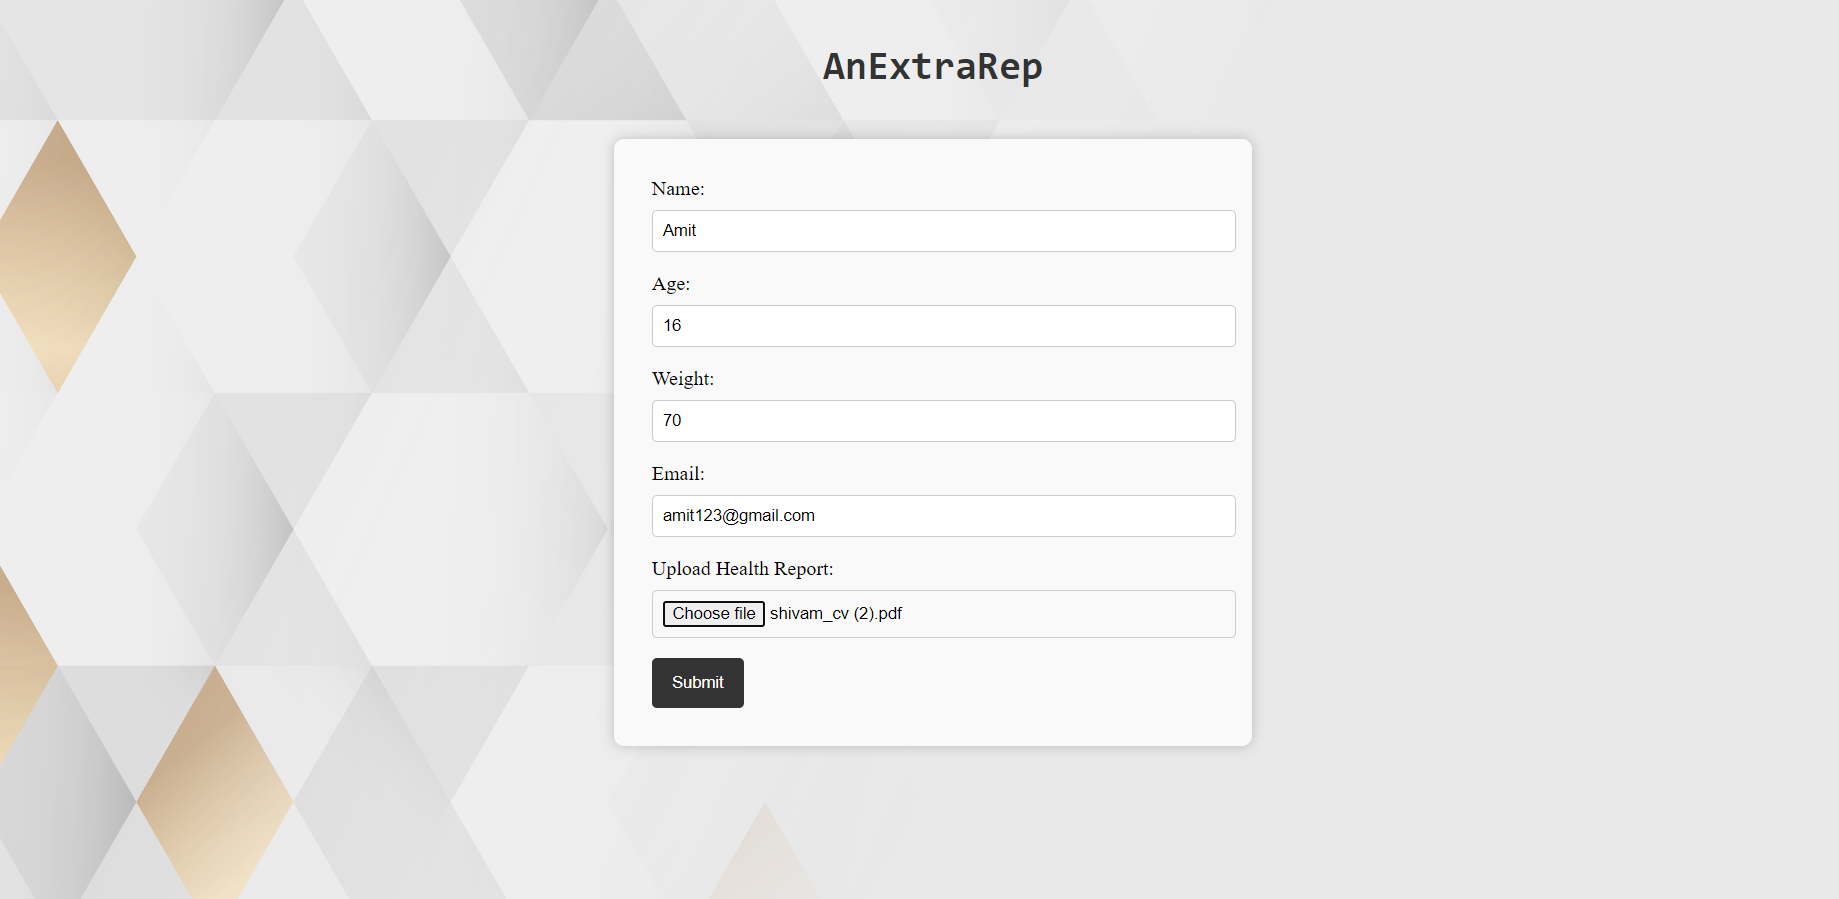 AnExtraRep
Name:
Amit
Age:
16
Weight:
70
Email:
amit123@gmail.com
Upload Health Report:
Choose file shivam_cv (2).pdf
Submit